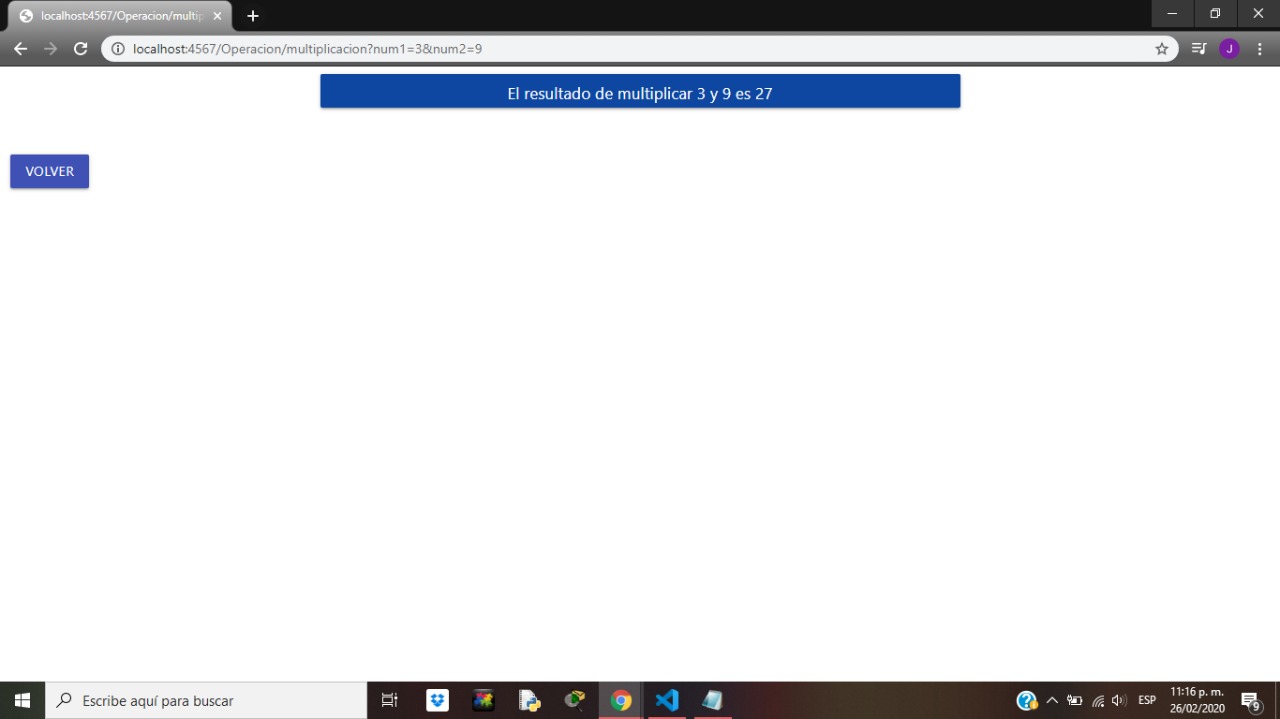 localhost:4567/Operacion/multip
localhost:4567/Operacion/multiplicacion?num1=3&num2=9
J
El resultado de multiplicar 3 y 9 es 27
VOLVER
Escribe aquí para buscar
ESP
11:16 p. m.
26/02/2020
9